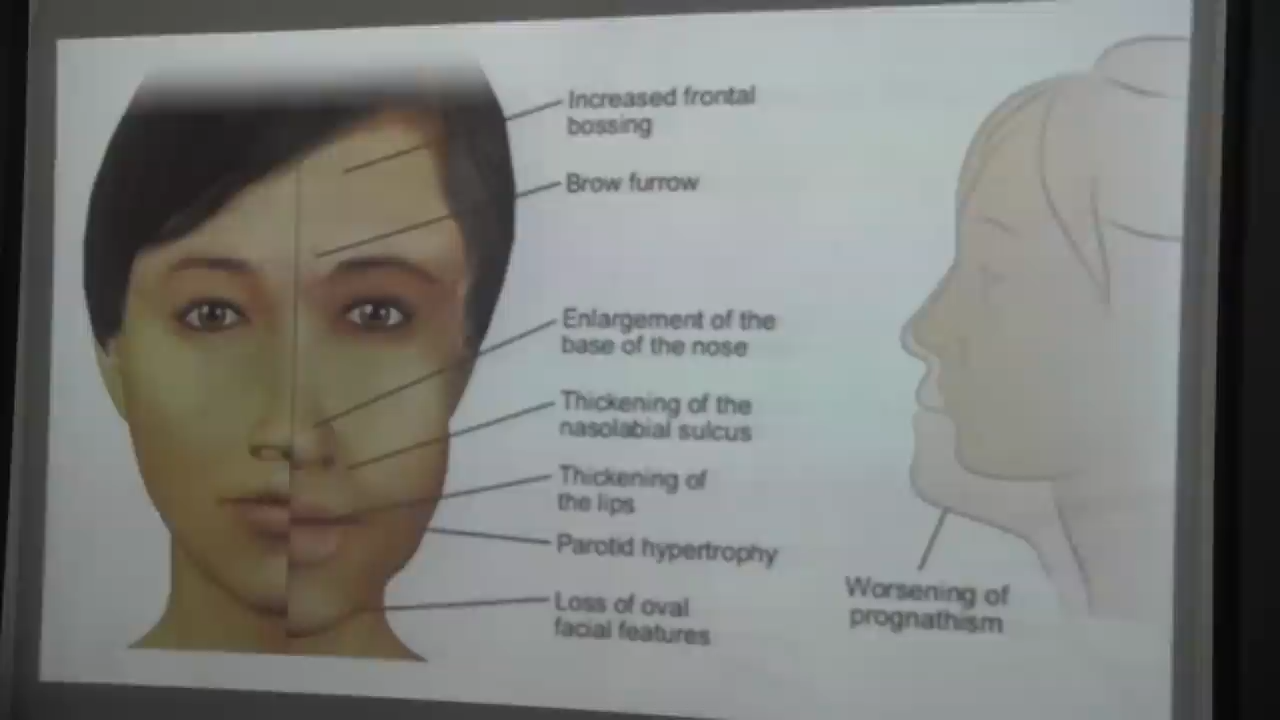 Increased frontal
bossing
Brow furrow
Enlargement of the
base of the nose
Thickening of the
nasolabial sulcus
Thickening of
the lips
Parotid hypertrophy
Loss of oval
facial features
Worsening of
prognathism